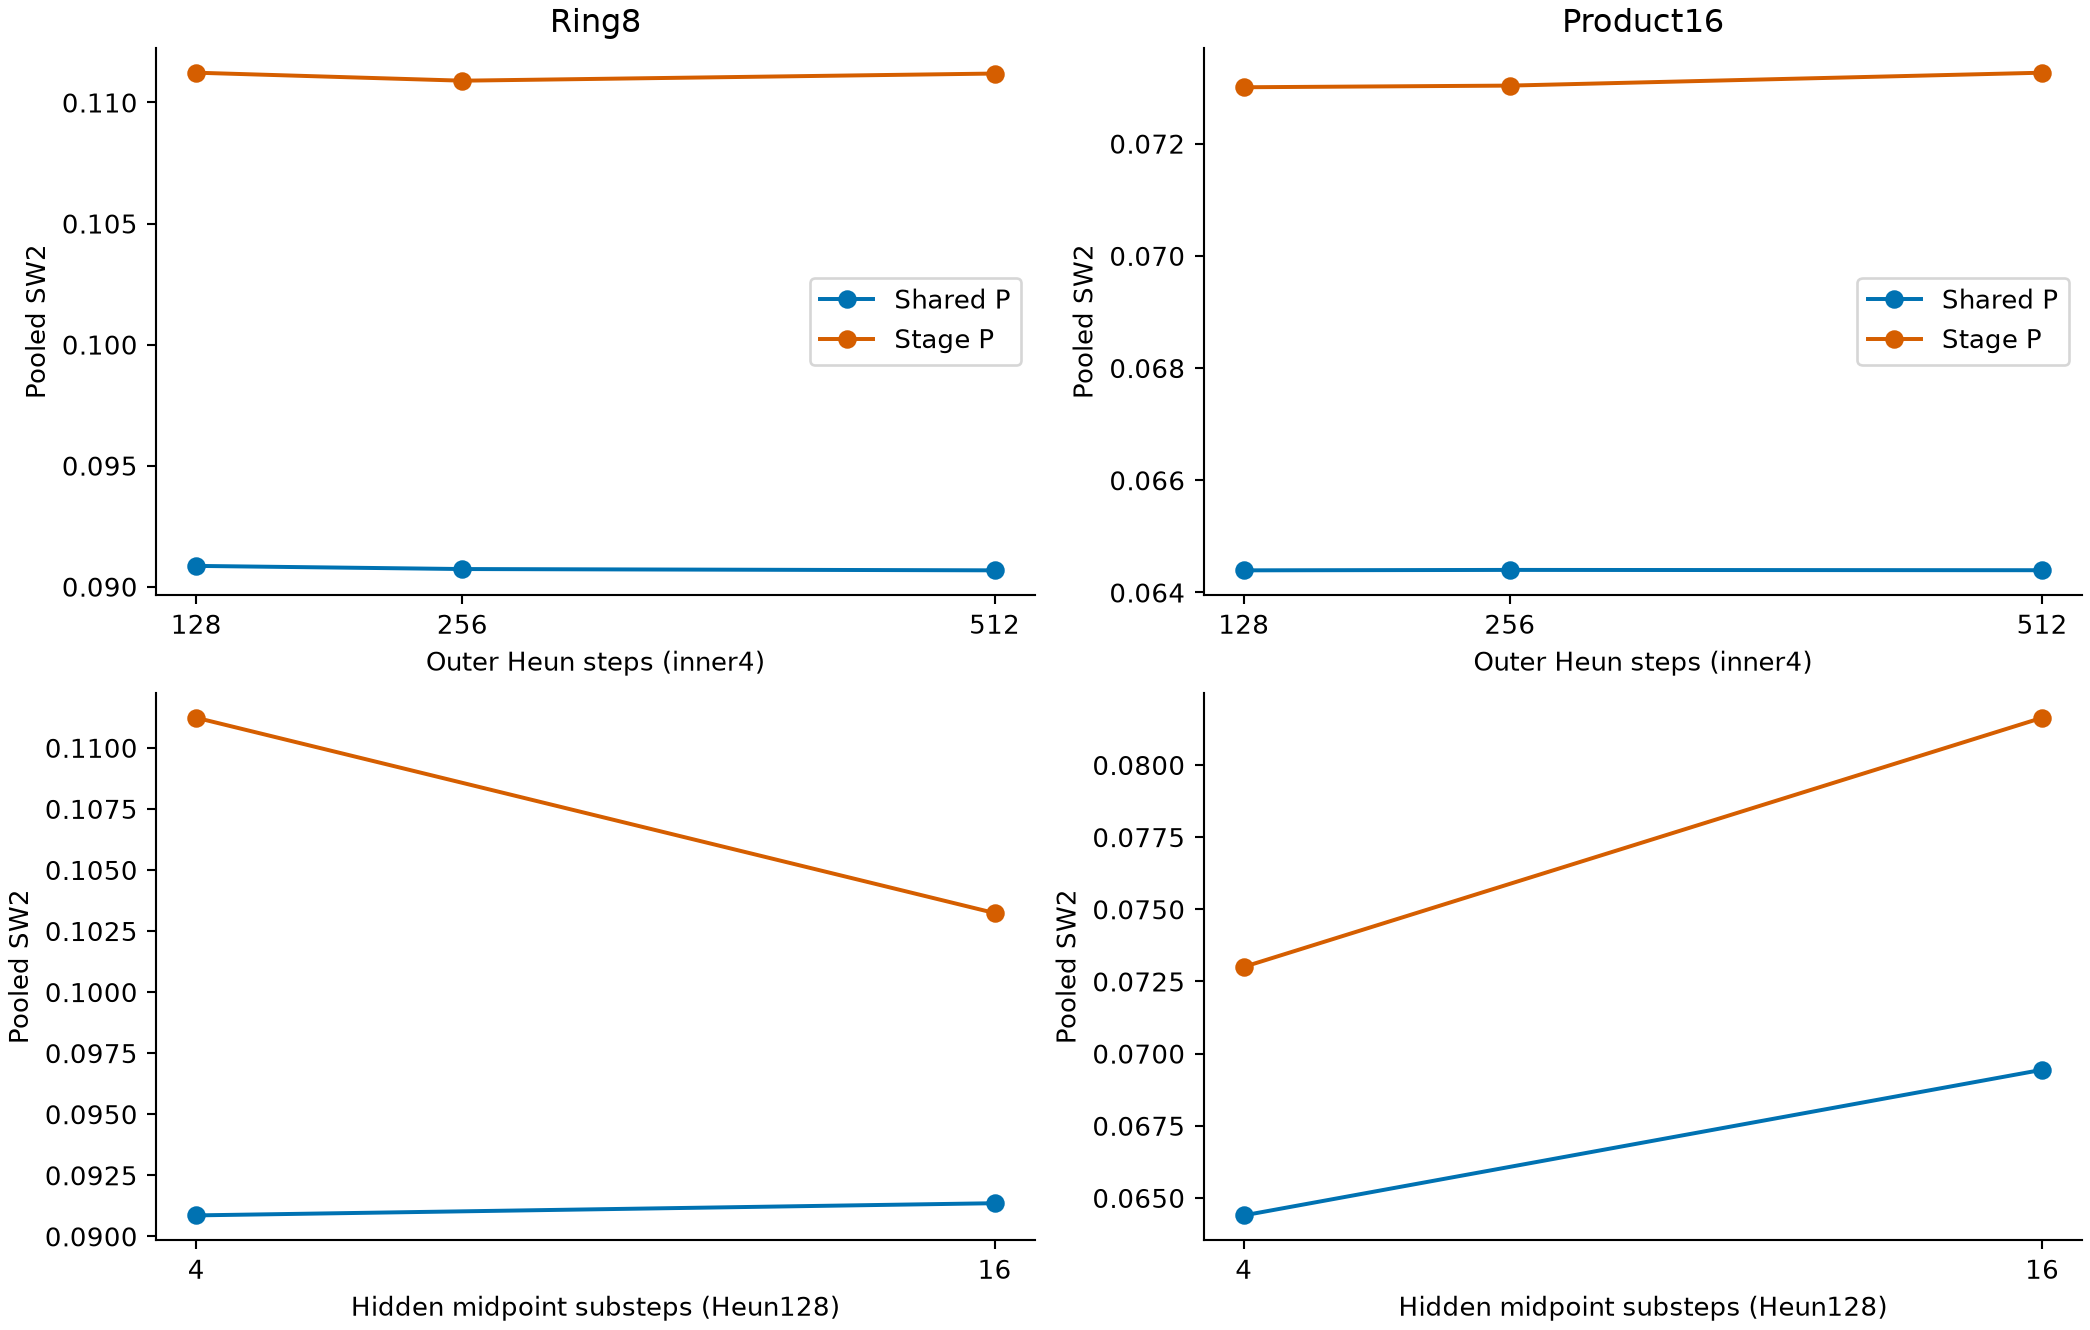 Ring8
Pooled SW2
0.110
0.105
0.100
0.095
0.090
Shared P
Stage P
128 256 512
Outer Heun steps (inner4)
Product16
Pooled SW2
0.072
0.070
0.068
0.066
0.064
Shared P
Stage P
128 256 512
Outer Heun steps (inner4)
Pooled SW2
0.1100
0.1075
0.1050
0.1025
0.1000
0.0975
0.0950
0.0925
0.0900
4 16
Hidden midpoint substeps (Heun128)
Pooled SW2
0.0800
0.0775
0.0750
0.0725
0.0700
0.0675
0.0650
4 16
Hidden midpoint substeps (Heun128)